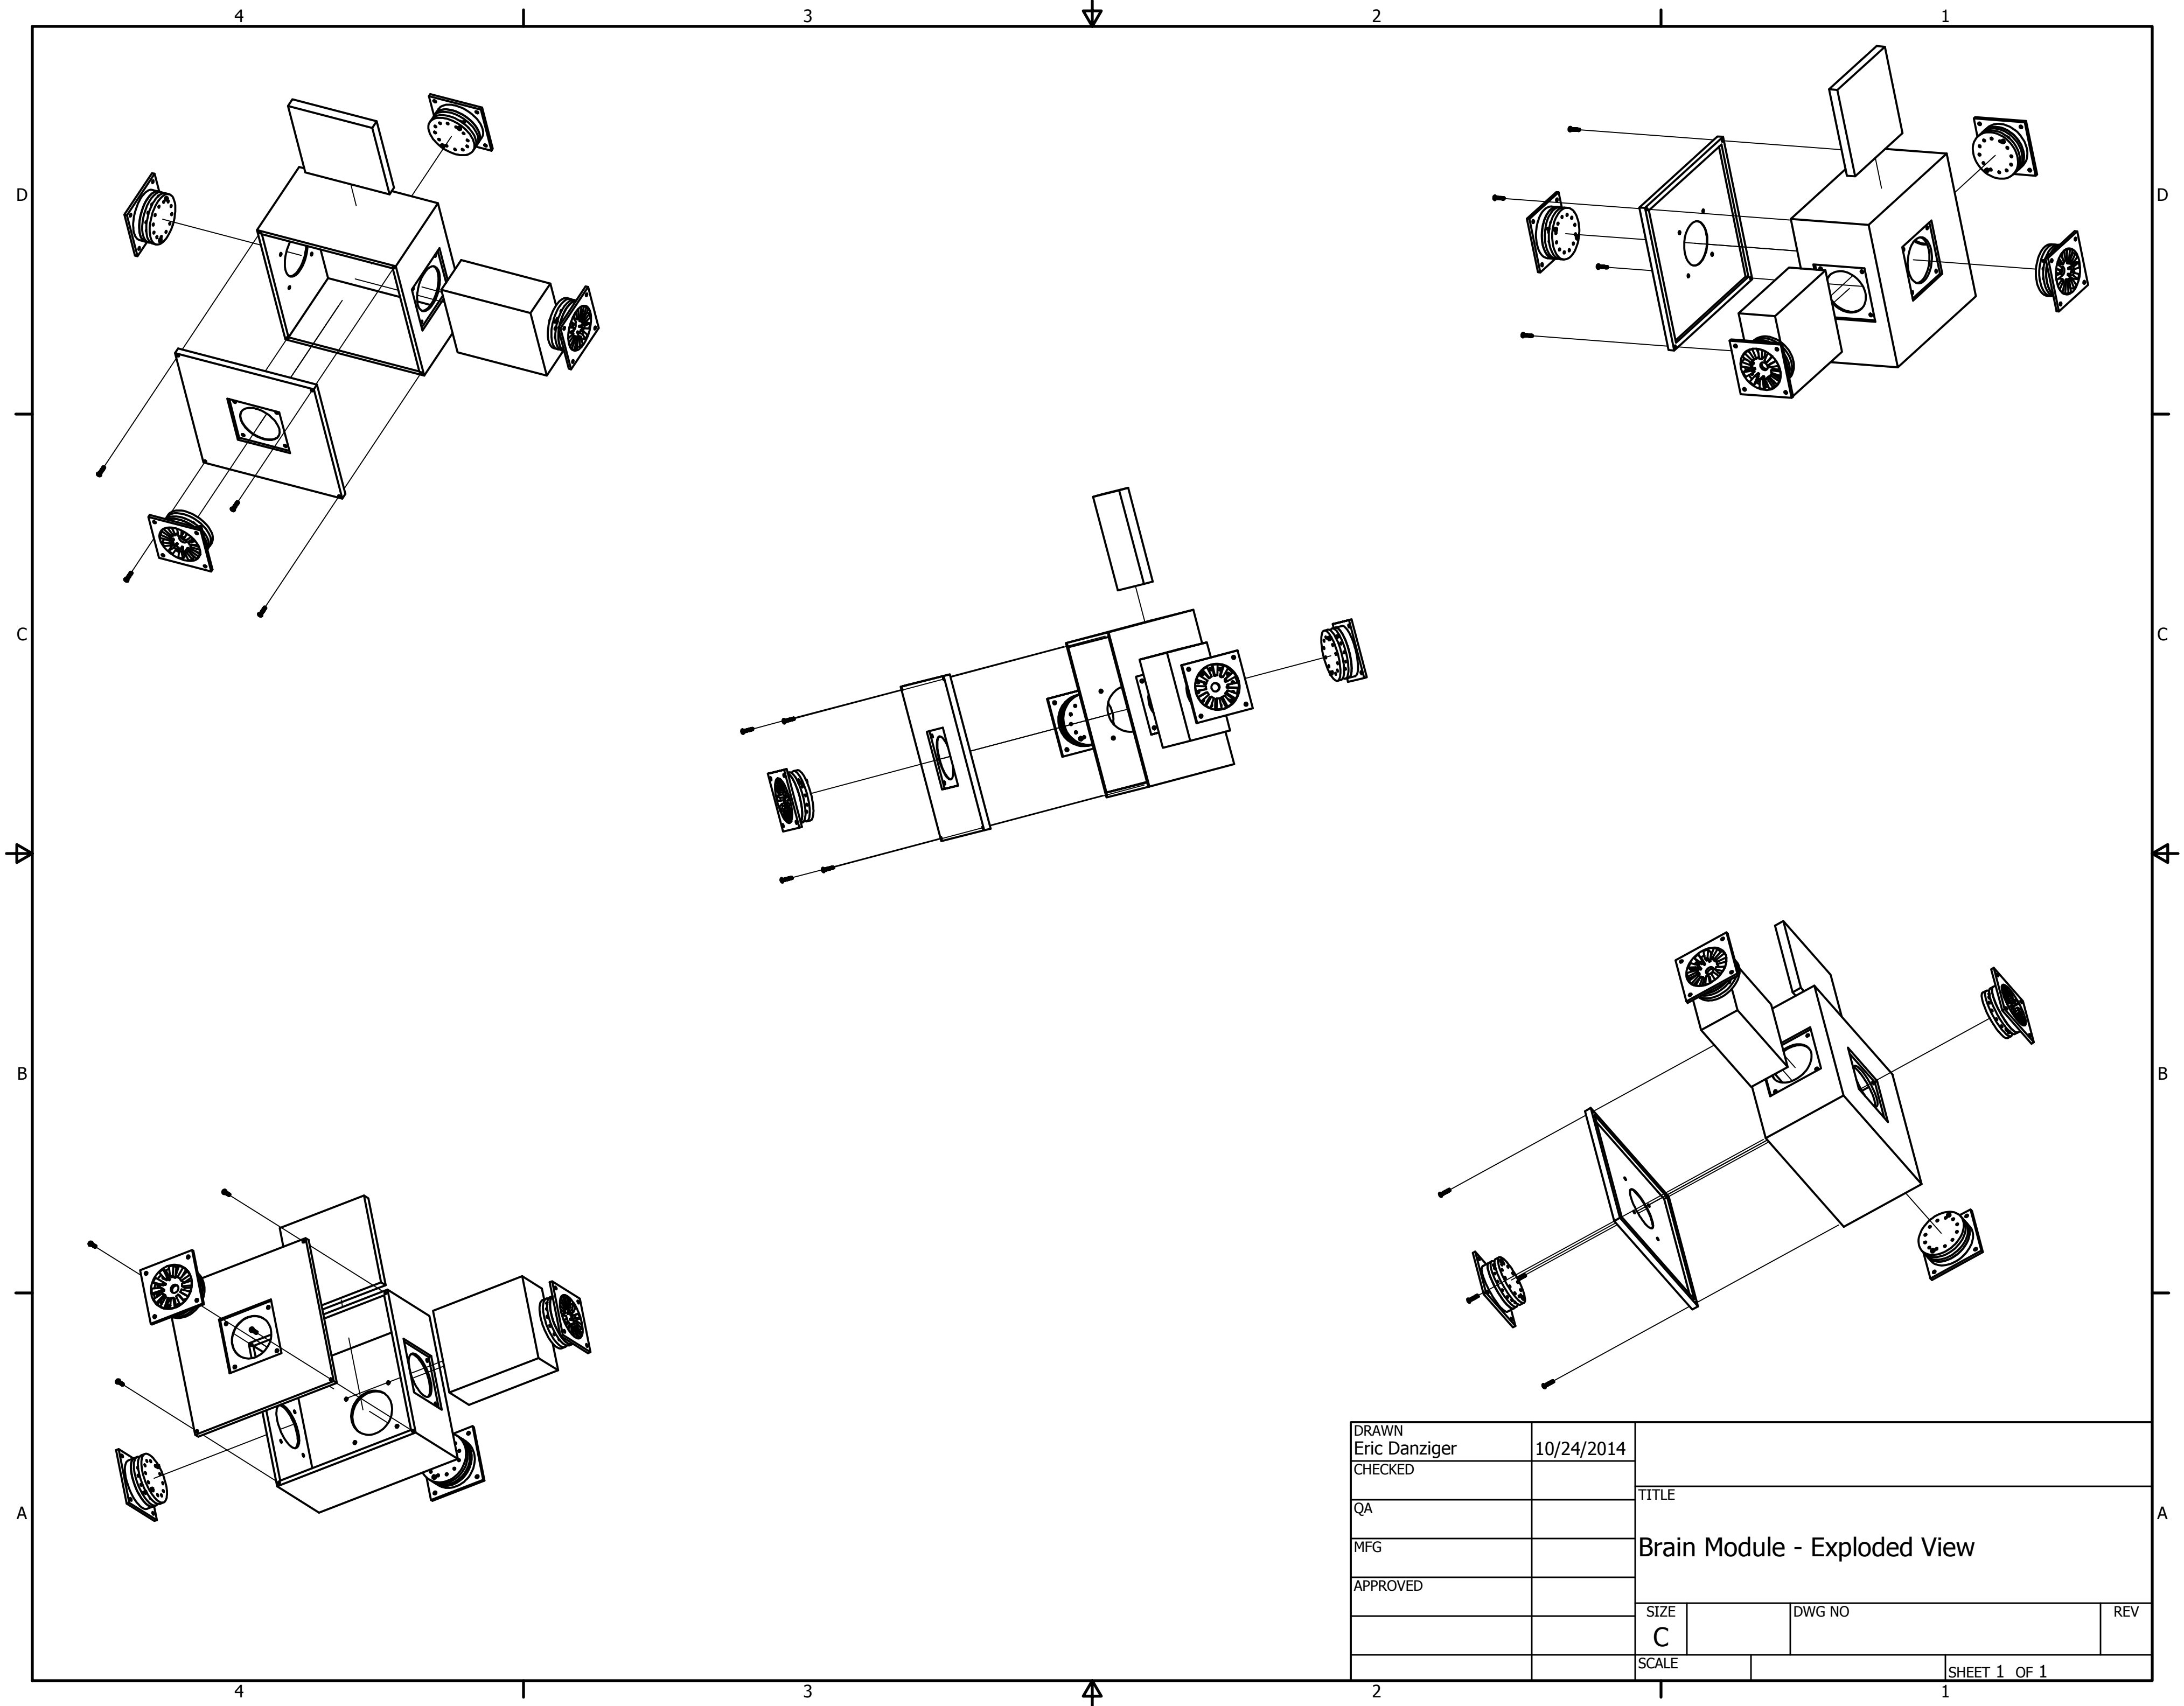 4 3 2 1
D D
C C
B B
A A
DRAWN
Eric Danziger 10/24/2014
CHECKED
QA
MFG
APPROVED
TITLE
Brain Module - Exploded View
SIZE DWG NO REV
C
SCALE SHEET 1 OF 1
4 3 2 1